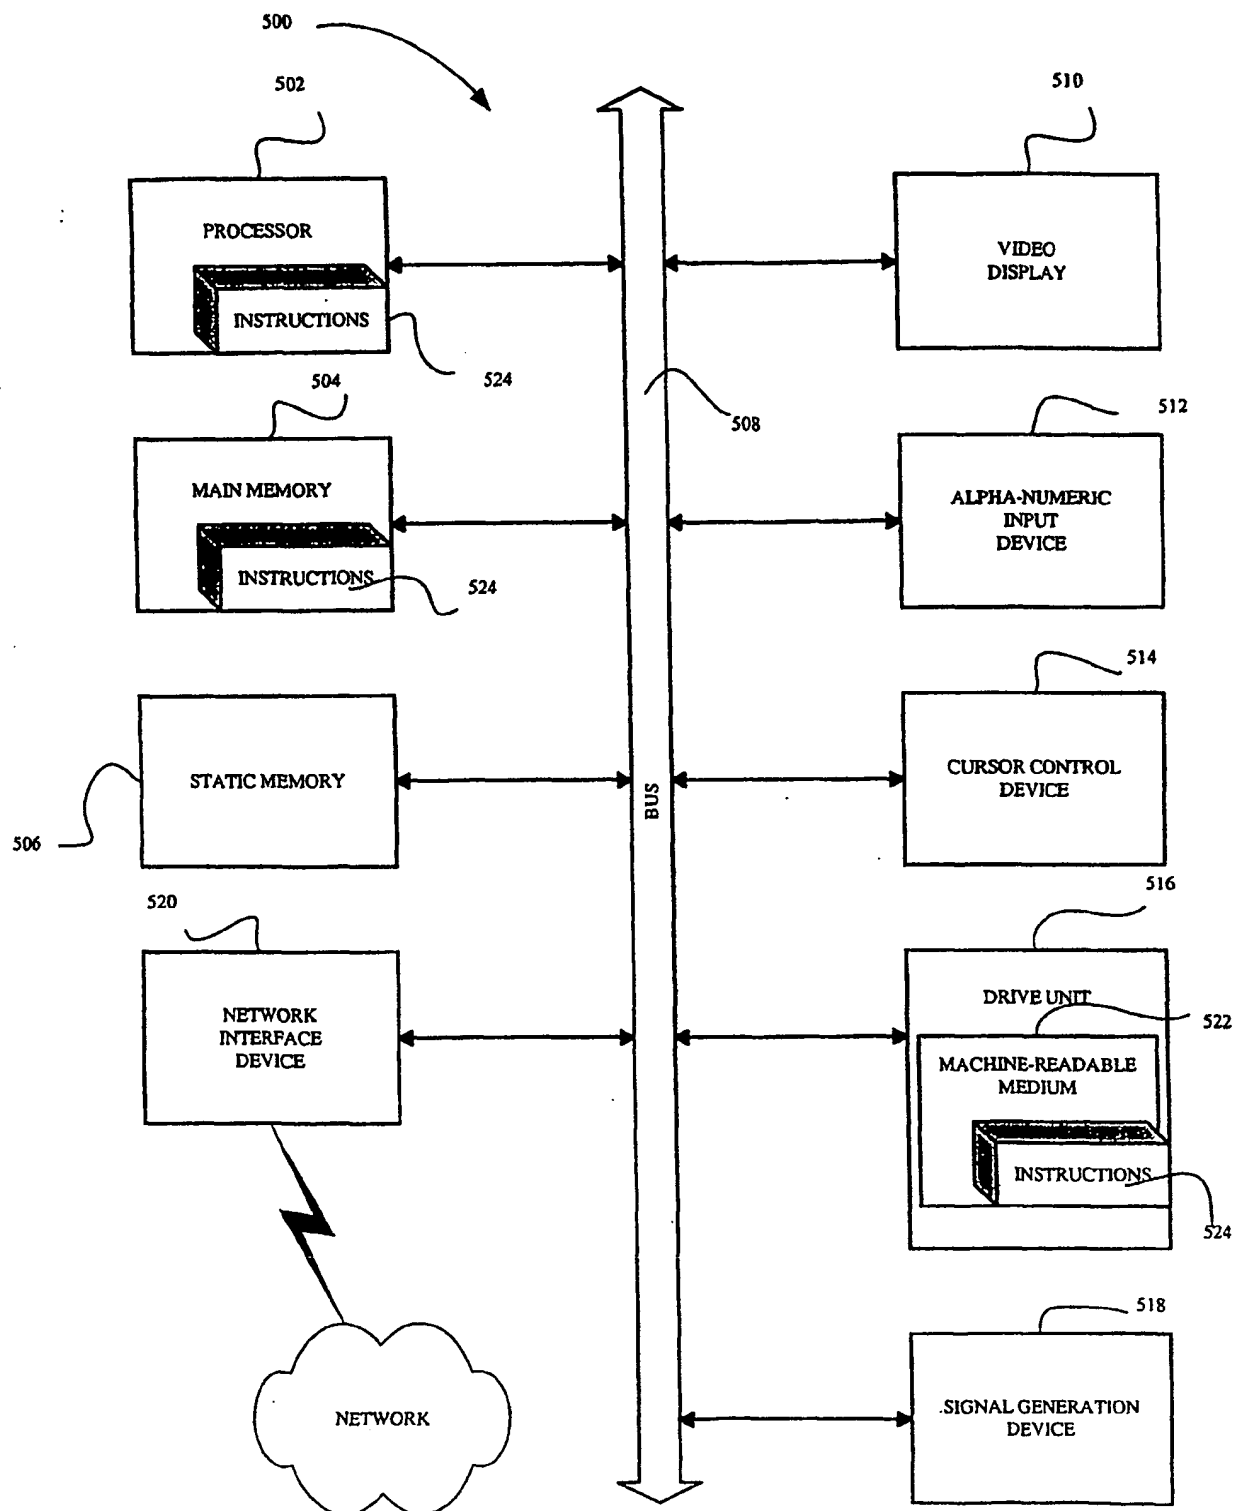 500
502
PROCESSOR
INSTRUCTIONS
524
504
MAIN MEMORY
INSTRUCTIONS
524
STATIC MEMORY
506
520
NETWORK
INTERFACE
DEVICE
NETWORK
BUS
508
510
VIDEO
DISPLAY
512
ALPHA-NUMERIC
INPUT
DEVICE
514
CURSOR CONTROL
DEVICE
516
DRIVE UNIT
522
MACHINE-READABLE
MEDIUM
INSTRUCTIONS
524
518
SIGNAL GENERATION
DEVICE